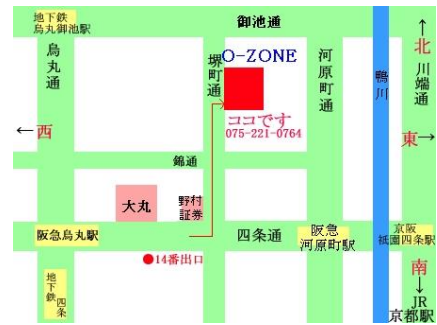 地下鉄
烏丸御池駅
御池通
↑
北
烏丸通
堺町通
O-ZONE
河原町通
鴨川
川端通
ココです
075-221-0764
←西
東→
錦通
大丸
野村
証券
阪急烏丸駅
四条通
阪急
河原町駅
京阪
祇園四条駅
●14番出口
地下鉄
四条
南
↓
JR
京都駅